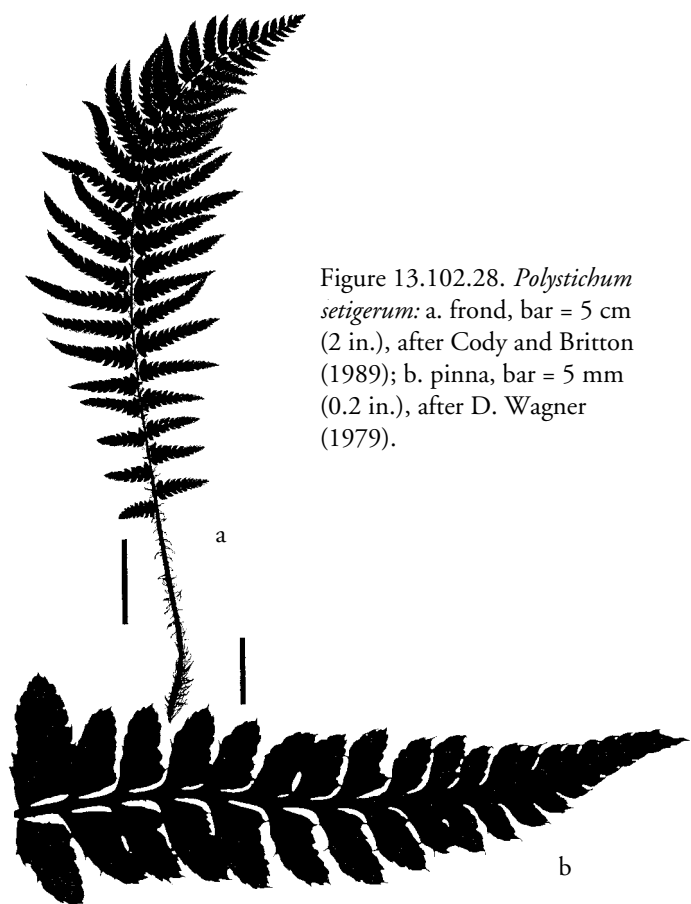 Figure 13.102.28. Polystichum
setigerum: a. frond, bar = 5 cm
(2 in.), after Cody and Britton
(1989); b. pinna, bar = 5 mm
(0.2 in.), after D. Wagner
(1979).
a
b